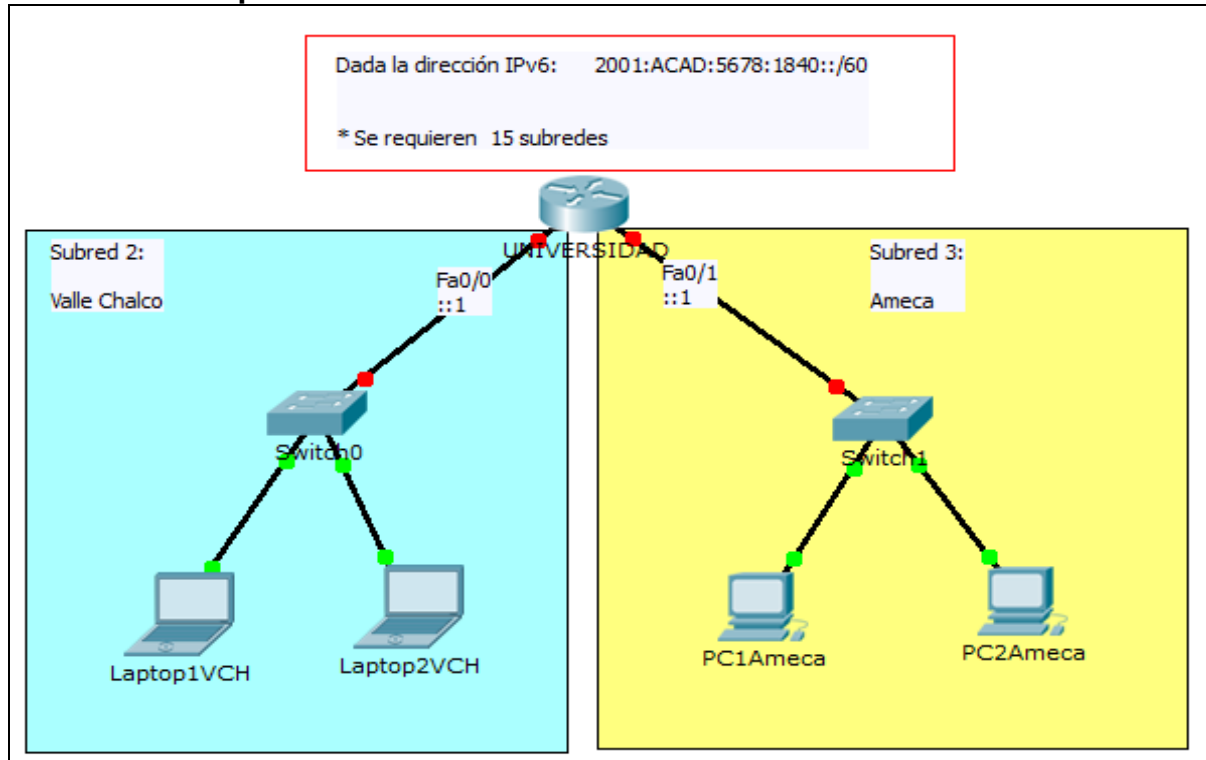 Dada la dirección IPv6: 2001:ACAD:5678:1840::/60
* Se requieren 15 subredes
UNIVERSIDAD
Subred 2:
Valle Chalco
Fa0/0
::1
Fa0/1
::1
Subred 3:
Ameca
Switch0
Switch1
Laptop1VCH
Laptop2VCH
PC1Ameca
PC2Ameca